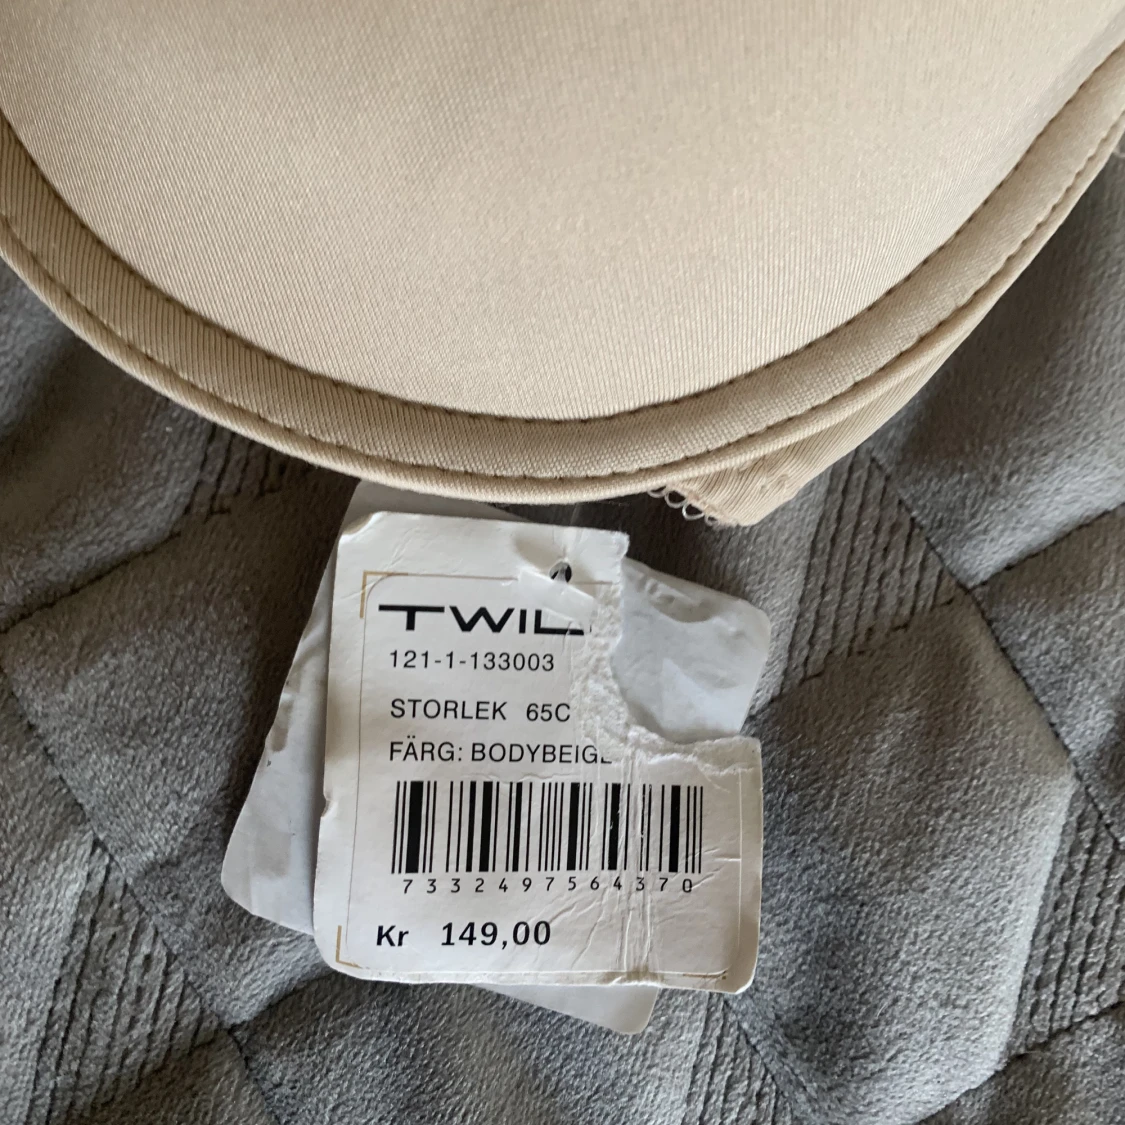 TWIL
121-1-133003
STORLEK 65C
FÄRG: BODYBEIGE
7332497564370
Kr 149,00